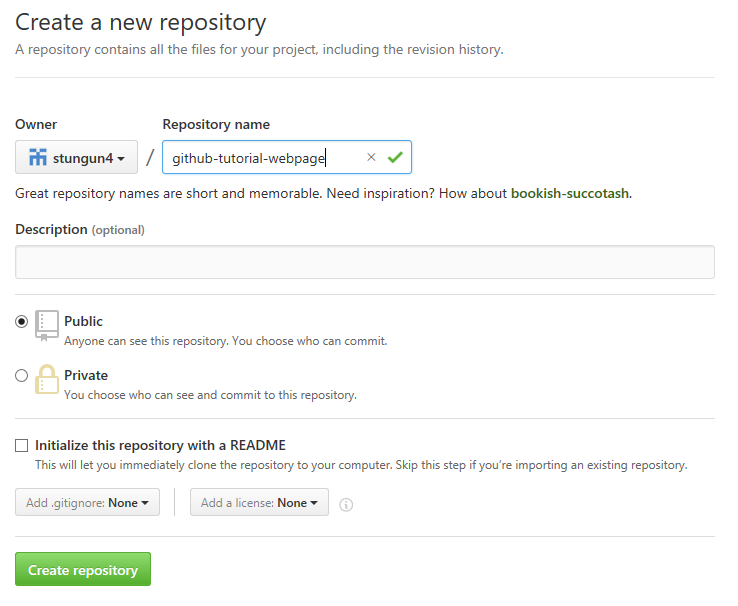 Create a new repository
A repository contains all the files for your project, including the revision history.
Owner
Repository name
stungun4
/
github-tutorial-webpage
Great repository names are short and memorable. Need inspiration? How about bookish-succotash.
Description (optional)
Public
Anyone can see this repository. You choose who can commit.
Private
You choose who can see and commit to this repository.
Initialize this repository with a README
This will let you immediately clone the repository to your computer. Skip this step if you’re importing an existing repository.
Add .gitignore: None
Add a license: None
Create repository